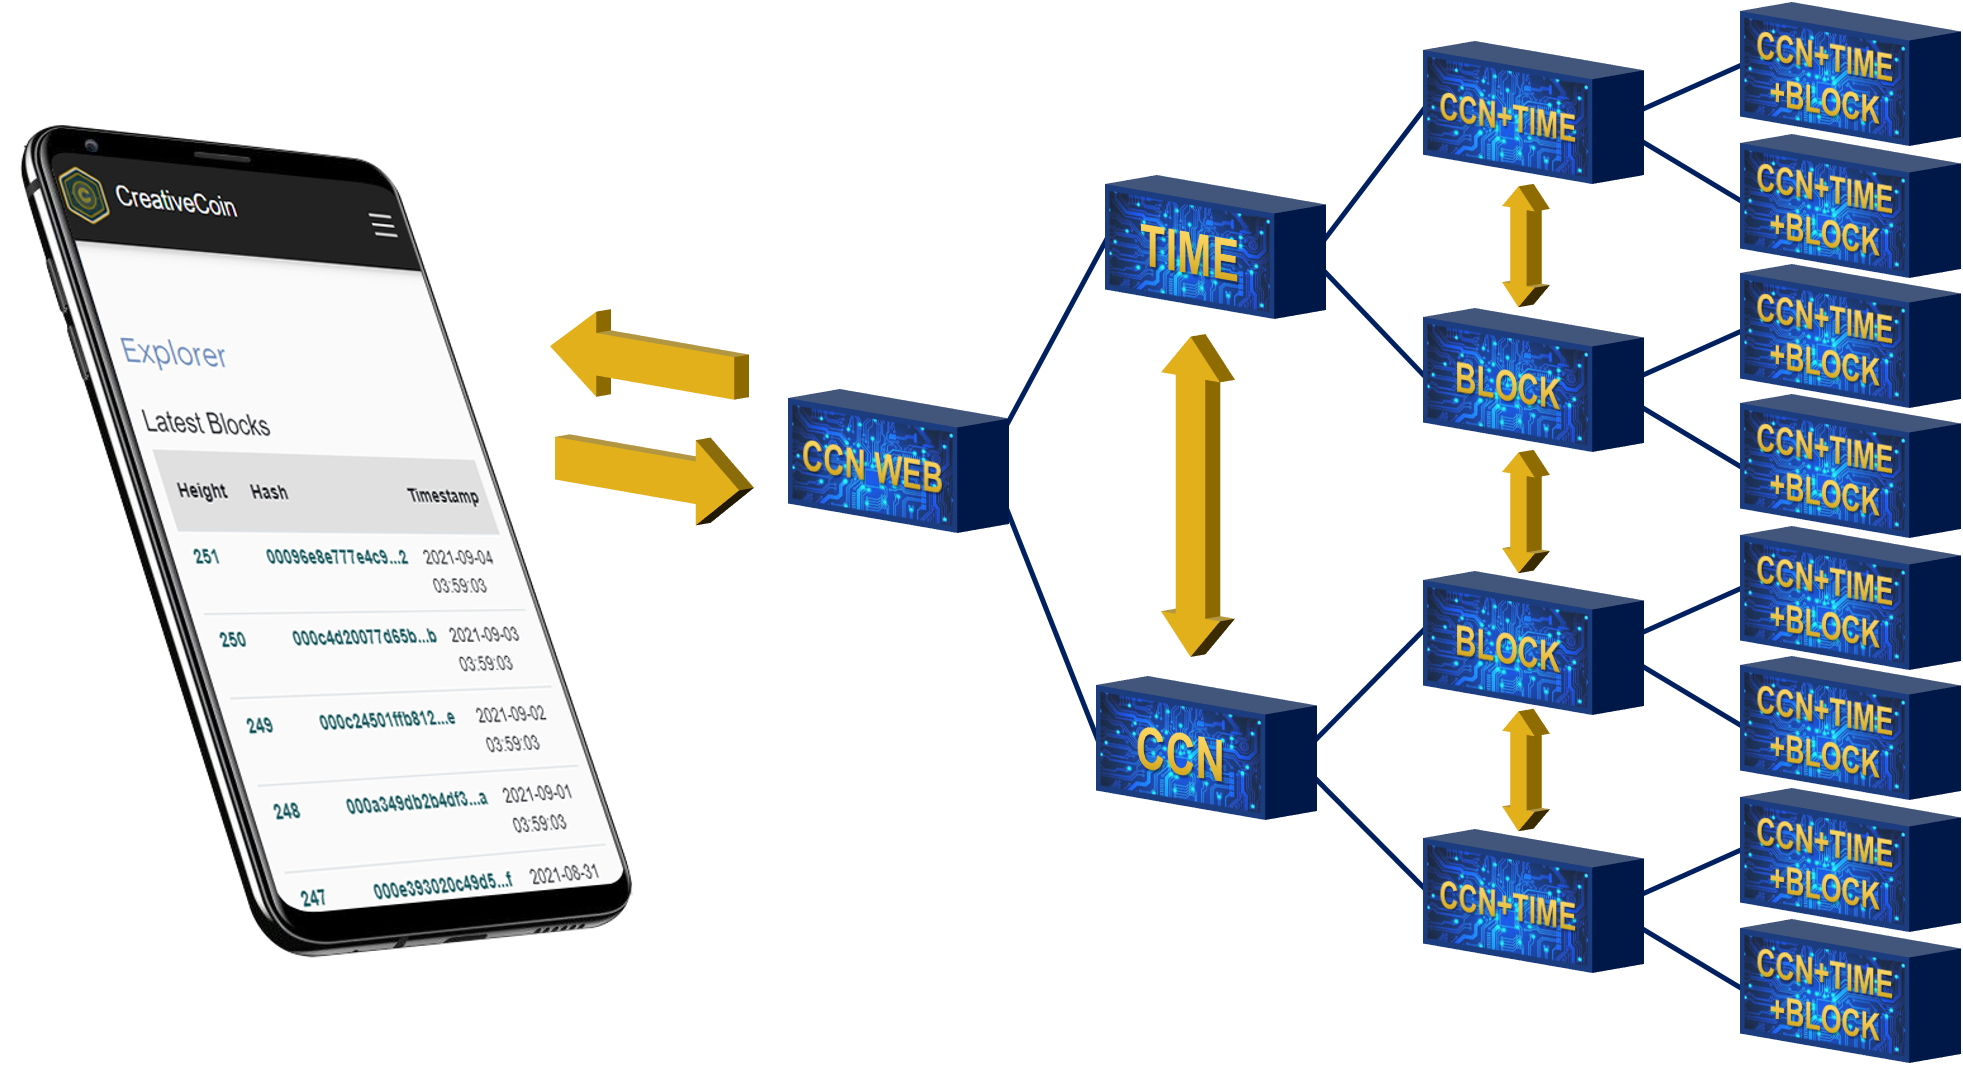 CreativeCoin
Explorer
Latest Blocks
Height Hash Timestamp
251 00096e8e777e4c9...2 2021-09-04
03:59:03
250 000c4d20077d65b...b 2021-09-03
03:59:03
249 000c24501ffb812...e 2021-09-02
03:59:03
248 000a349db2b4df3...a 2021-09-01
03:59:03
247 000e393020c49d5...f 2021-08-31
CCN WEB
TIME
CCN
CCN+TIME
BLOCK
BLOCK
CCN+TIME
CCN+TIME
+BLOCK
CCN+TIME
+BLOCK
CCN+TIME
+BLOCK
CCN+TIME
+BLOCK
CCN+TIME
+BLOCK
CCN+TIME
+BLOCK
CCN+TIME
+BLOCK
CCN+TIME
+BLOCK